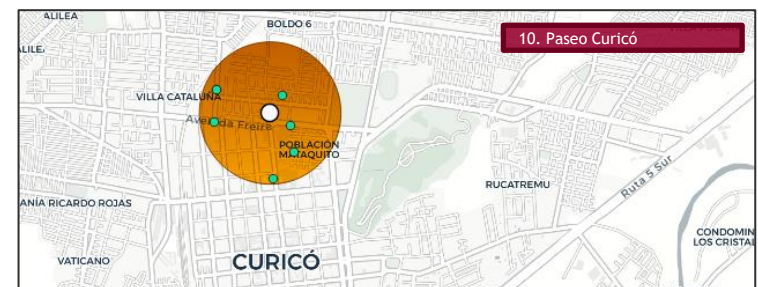 ALILEA
BOLDO 6
10. Paseo Curicó
ALILE
VILLA CATALUÑA
Avenida Freire
POBLACIÓN
MATAQUITO
RUCATREMU
Ruta 5 Sur
ANÍA RICARDO ROJAS
CONDOMIN
LOS CRISTAL
VATICANO
CURICÓ